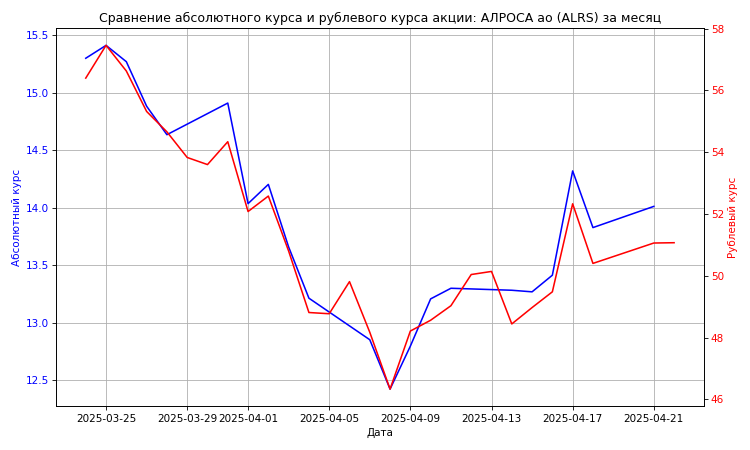 Сравнение абсолютного курса и рублевого курса акции: АЛРОСА ао (ALRS) за месяц
15.5
15.0
14.5
14.0
13.5
13.0
12.5
Абсолютный курс
58
56
54
52
50
48
46
Рублевый курс
2025-03-25 2025-03-29 2025-04-01 2025-04-05 2025-04-09 2025-04-13 2025-04-17 2025-04-21
Дата